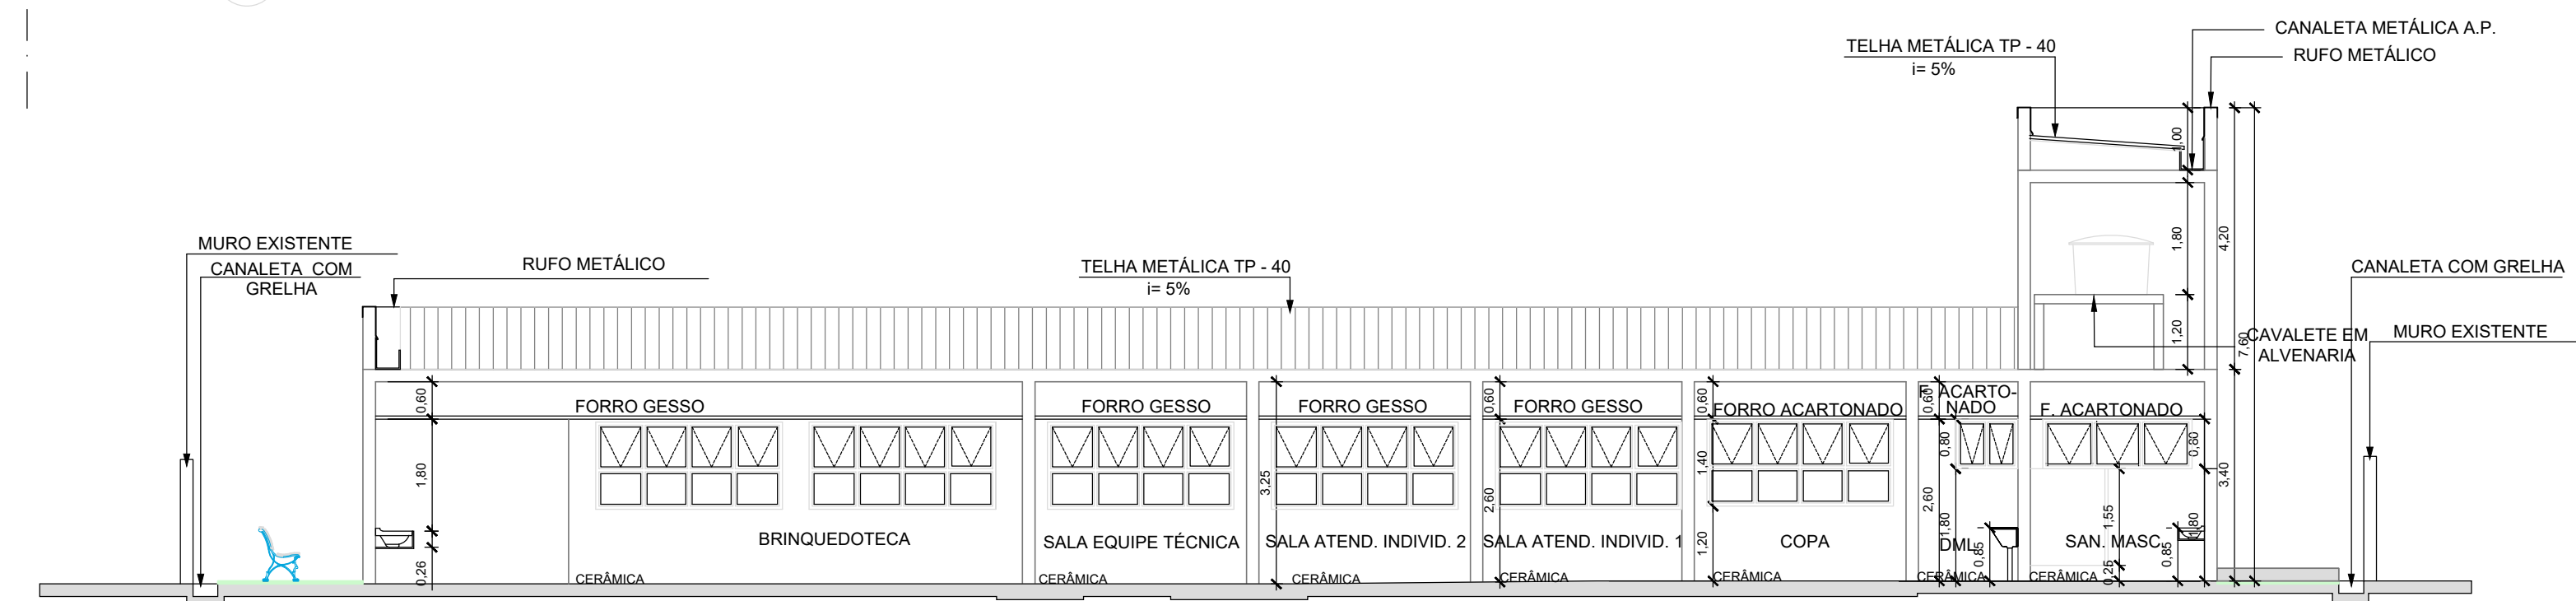 CANALETA METÁLICA A.P.
TELHA METÁLICA TP - 40
i= 5%
RUFO METÁLICO
1,00
MURO EXISTENTE
CANALETA COM
GRELHA
RUFO METÁLICO
TELHA METÁLICA TP - 40
i= 5%
1,80
4,20
CANALETA COM GRELHA
1,20
7,60
CAVALETE EM
ALVENARIA
MURO EXISTENTE
0,60
FORRO GESSO
FORRO GESSO
FORRO GESSO
0,60
FORRO GESSO
0,60
FORRO ACARTONADO
0,60
F. ACARTO-
NADO
F. ACARTONADO
1,80
3,25
2,60
1,40
0,80
2,60
0,80
3,40
BRINQUEDOTECA
SALA EQUIPE TÉCNICA
SALA ATEND. INDIVID. 2
SALA ATEND. INDIVID. 1
1,20
COPA
1,80
DML
0,85
1,55
SAN. MASC.
0,85
1,80
0,26
0,25
CERÂMICA
CERÂMICA
CERÂMICA
CERÂMICA
CERÂMICA
CERÂMICA
CERÂMICA